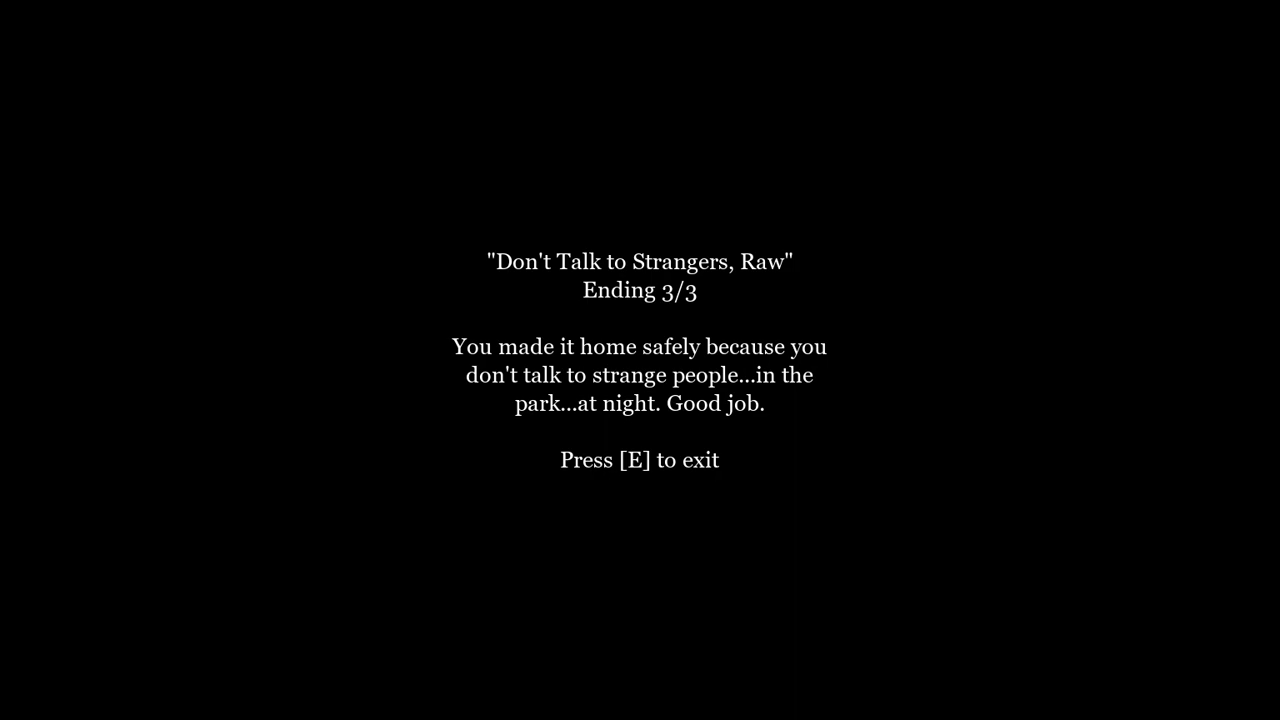 "Don't Talk to Strangers, Raw"
Ending 3/3
You made it home safely because you
don't talk to strange people...in the
park...at night. Good job.
Press [E] to exit